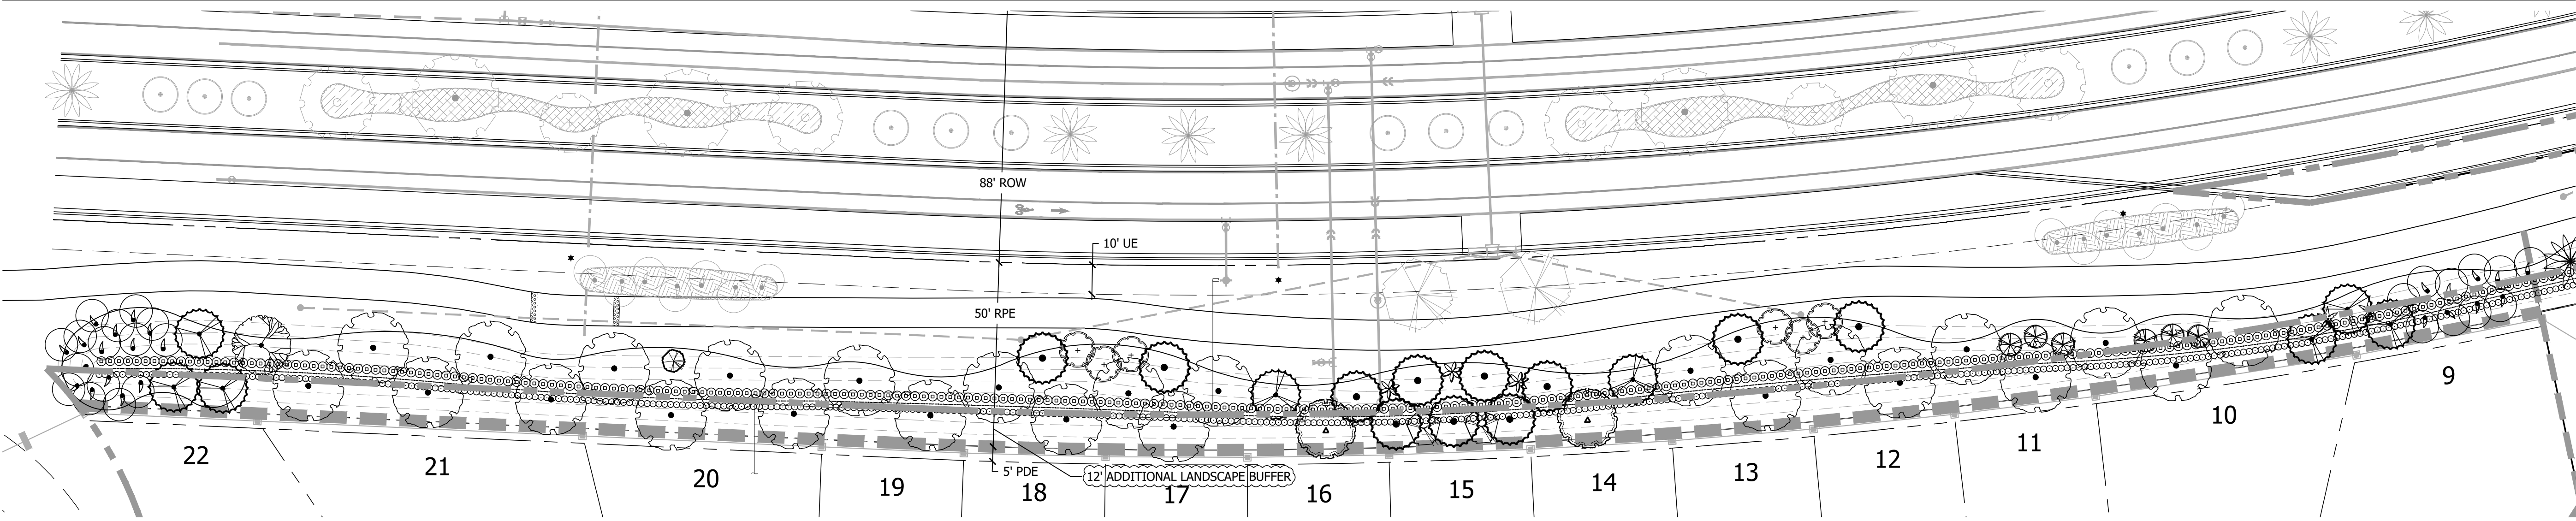 88' ROW
10' UE
50' RPE
9
10
11
12
13
14
15
16
17
18
19
20
21
22
5' PDE
12' ADDITIONAL LANDSCAPE BUFFER